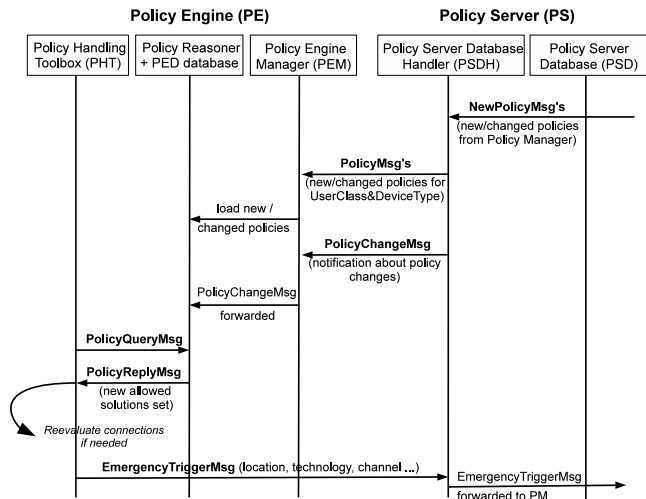 Policy Engine (PE)
Policy Server (PS)
Policy Handling
Toolbox (PHT)
Policy Reasoner
+ PED database
Policy Engine
Manager (PEM)
Policy Server Database
Handler (PSDH)
Policy Server
Database (PSD)
NewPolicyMsg's
(new/changed policies
from Policy Manager)
PolicyMsg's
(new/changed policies for
UserClass&DeviceType)
load new /
changed policies
PolicyChangeMsg
(notification about policy
changes)
PolicyChangeMsg
forwarded
PolicyQueryMsg
PolicyReplyMsg
(new allowed
solutions set)
Reevaluate connections
if needed
EmergencyTriggerMsg (location, technology, channel ...)
EmergencyTriggerMsg
forwarded to PM